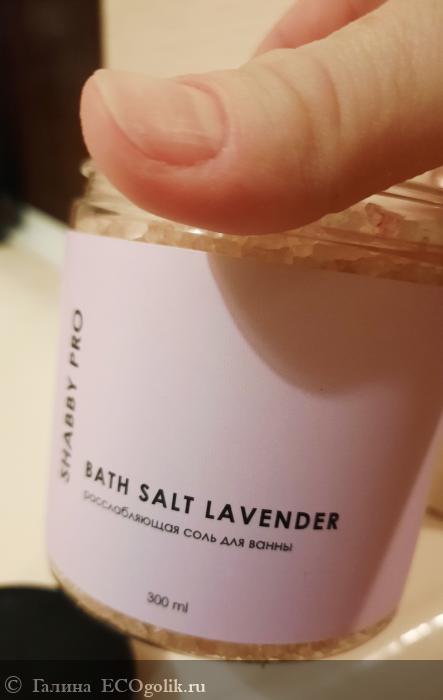 SHABBY PRO
BATH SALT LAVENDER
расслабляющая соль для ванны
300 ml
© Галина ECOgolik.ru